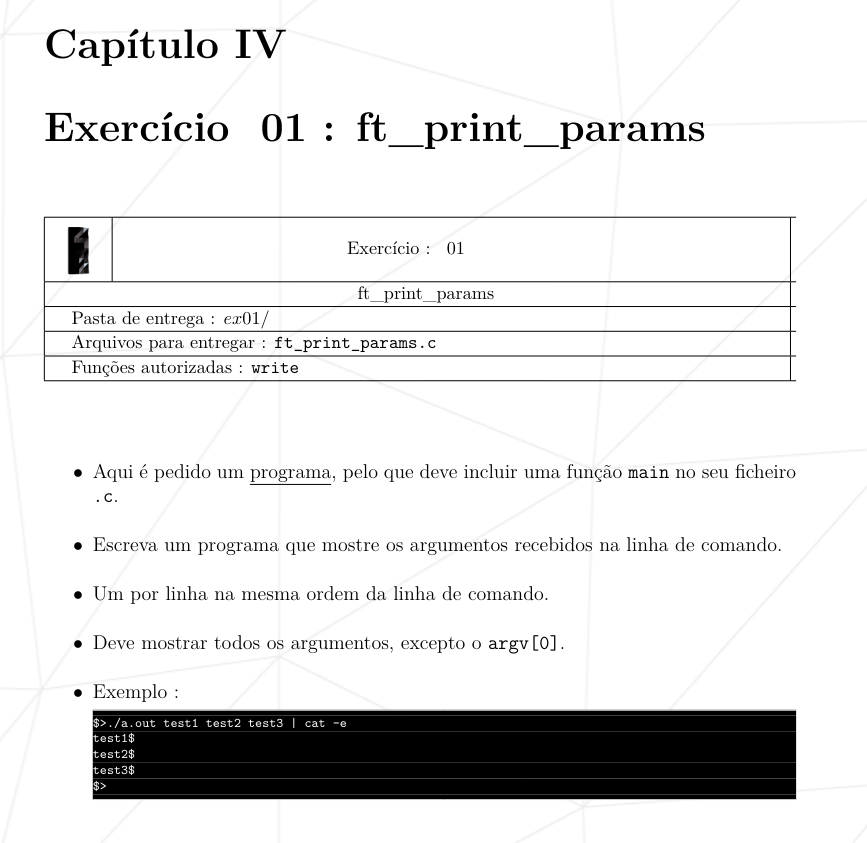 Capítulo IV
Exercício 01 : ft_print_params
Exercício : 01
ft_print_params
Pasta de entrega : ex01/
Arquivos para entregar : ft_print_params.c
Funções autorizadas : write
• Aqui é pedido um programa, pelo que deve incluir uma função main no seu ficheiro
.c.
• Escreva um programa que mostre os argumentos recebidos na linha de comando.
• Um por linha na mesma ordem da linha de comando.
• Deve mostrar todos os argumentos, excepto o argv[0].
• Exemplo :
$>./a.out test1 test2 test3 | cat -e
test1$
test2$
test3$
$>